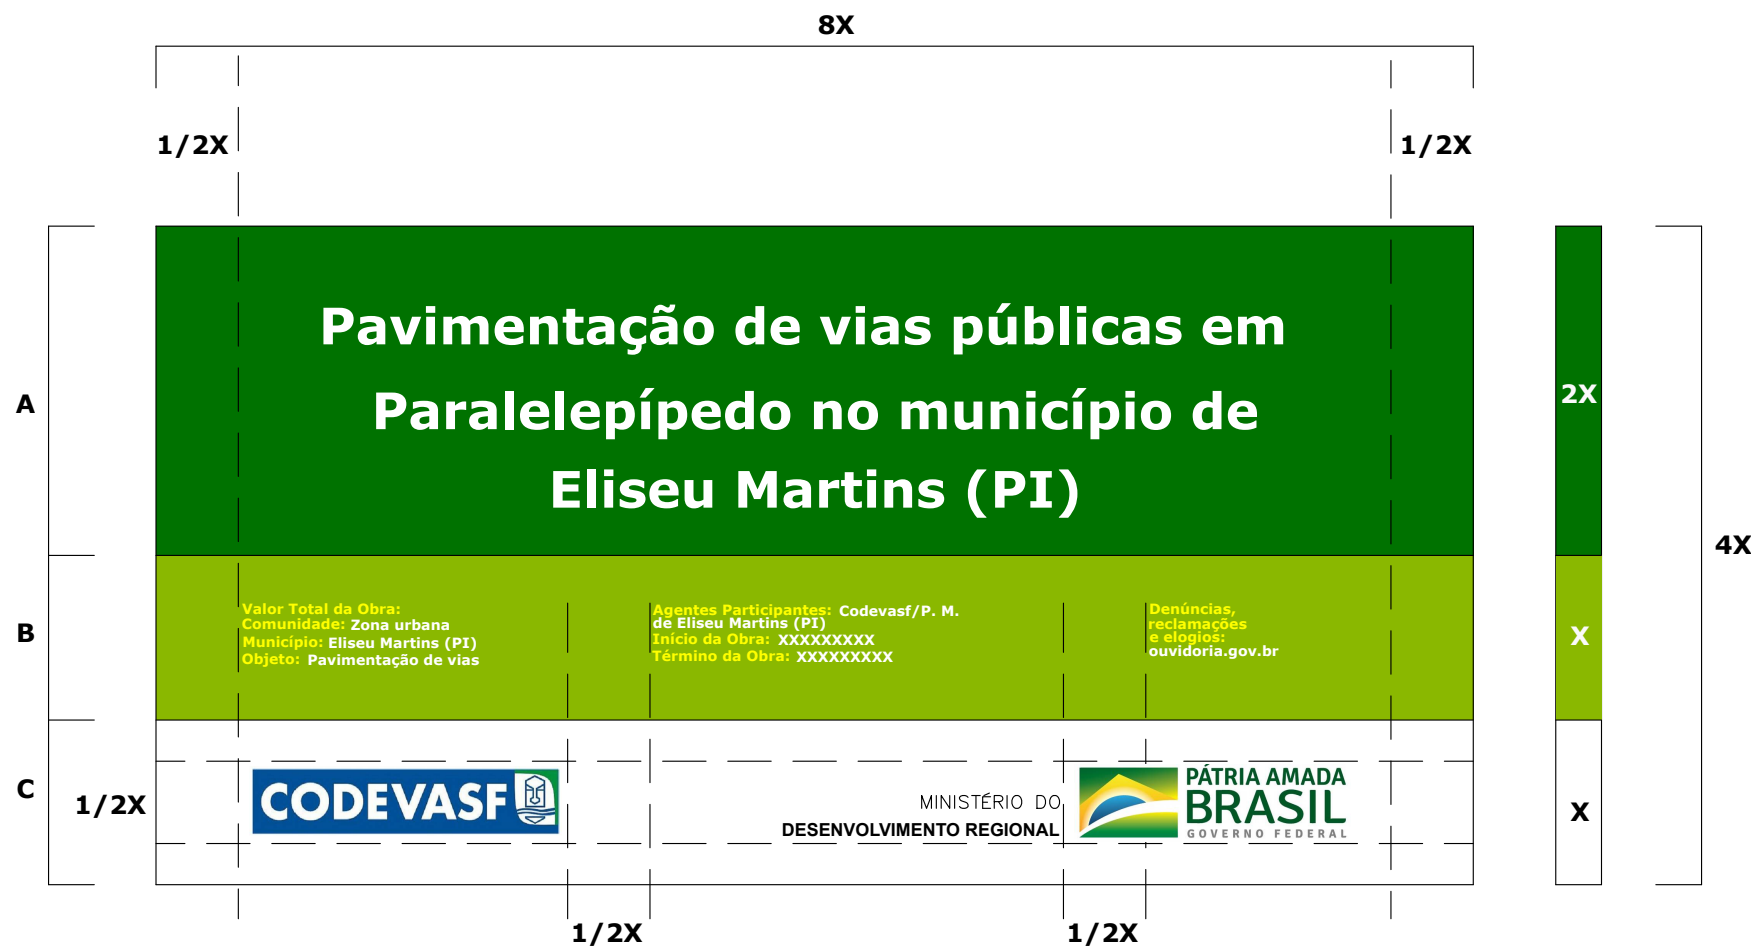 8X
1/2X
1/2X
Pavimentação de vias públicas em
Paralelepípedo no município de
Eliseu Martins (PI)
A
2X
4X
Valor Total da Obra:
Comunidade: Zona urbana
Município: Eliseu Martins (PI)
Objeto: Pavimentação de vias
Agentes Participantes: Codevasf/P. M.
de Eliseu Martins (PI)
Início da Obra: XXXXXXXXX
Término da Obra: XXXXXXXXX
Denúncias,
reclamações
e elogios:
ouvidoria.gov.br
B
X
C
1/2X
CODEVASF
MINISTÉRIO DO
DESENVOLVIMENTO REGIONAL
PÁTRIA AMADA
BRASIL
GOVERNO FEDERAL
X
1/2X
1/2X